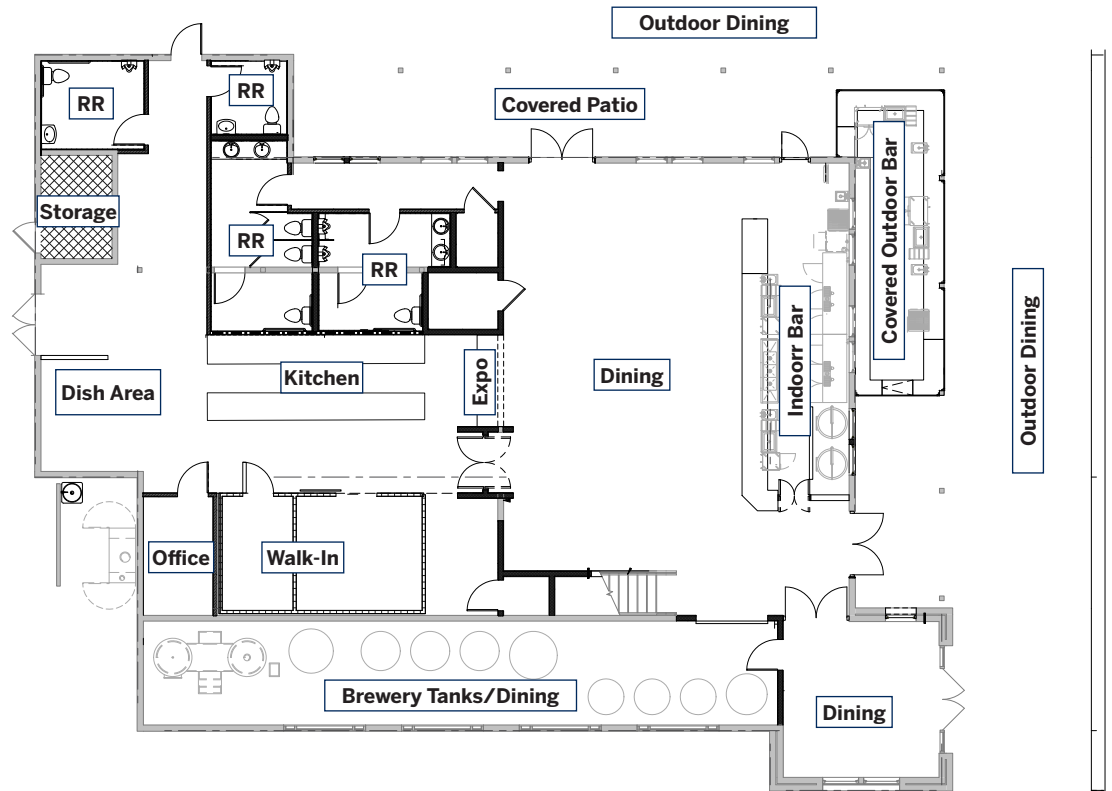 Outdoor Dining
RR
RR
Covered Patio
Storage
Covered Outdoor Bar
RR
RR
Outdoor Dining
Indoorr Bar
Dish Area
Kitchen
Expo
Dining
Office
Walk-In
Brewery Tanks/Dining
Dining